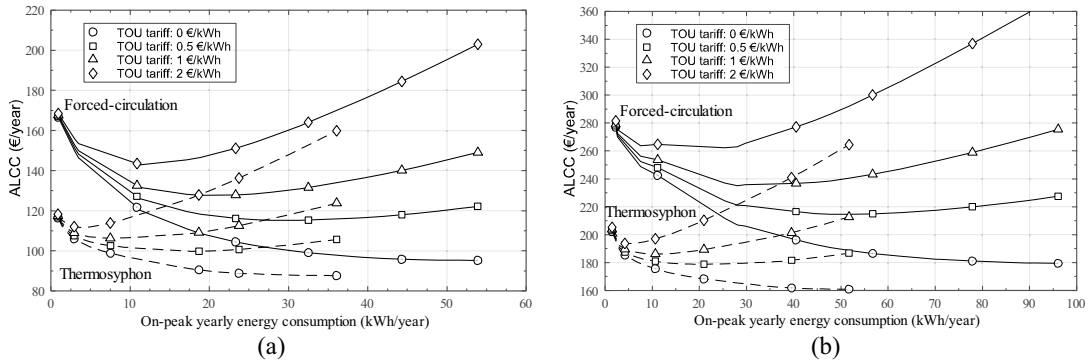 (a)
220
200
180
160
140
120
100
80
ALCC (€/year)
TOU tariff: 0 €/kWh
TOU tariff: 0.5 €/kWh
TOU tariff: 1 €/kWh
TOU tariff: 2 €/kWh
Forced-circulation
Thermosyphon
0 10 20 30 40 50 60
On-peak yearly energy consumption (kWh/year)
(a)
(b)
360
340
320
300
280
260
240
220
200
180
160
ALCC (€/year)
TOU tariff: 0 €/kWh
TOU tariff: 0.5 €/kWh
TOU tariff: 1 €/kWh
TOU tariff: 2 €/kWh
Forced-circulation
Thermosyphon
0 10 20 30 40 50 60 70 80 90 100
On-peak yearly energy consumption (kWh/year)
(b)